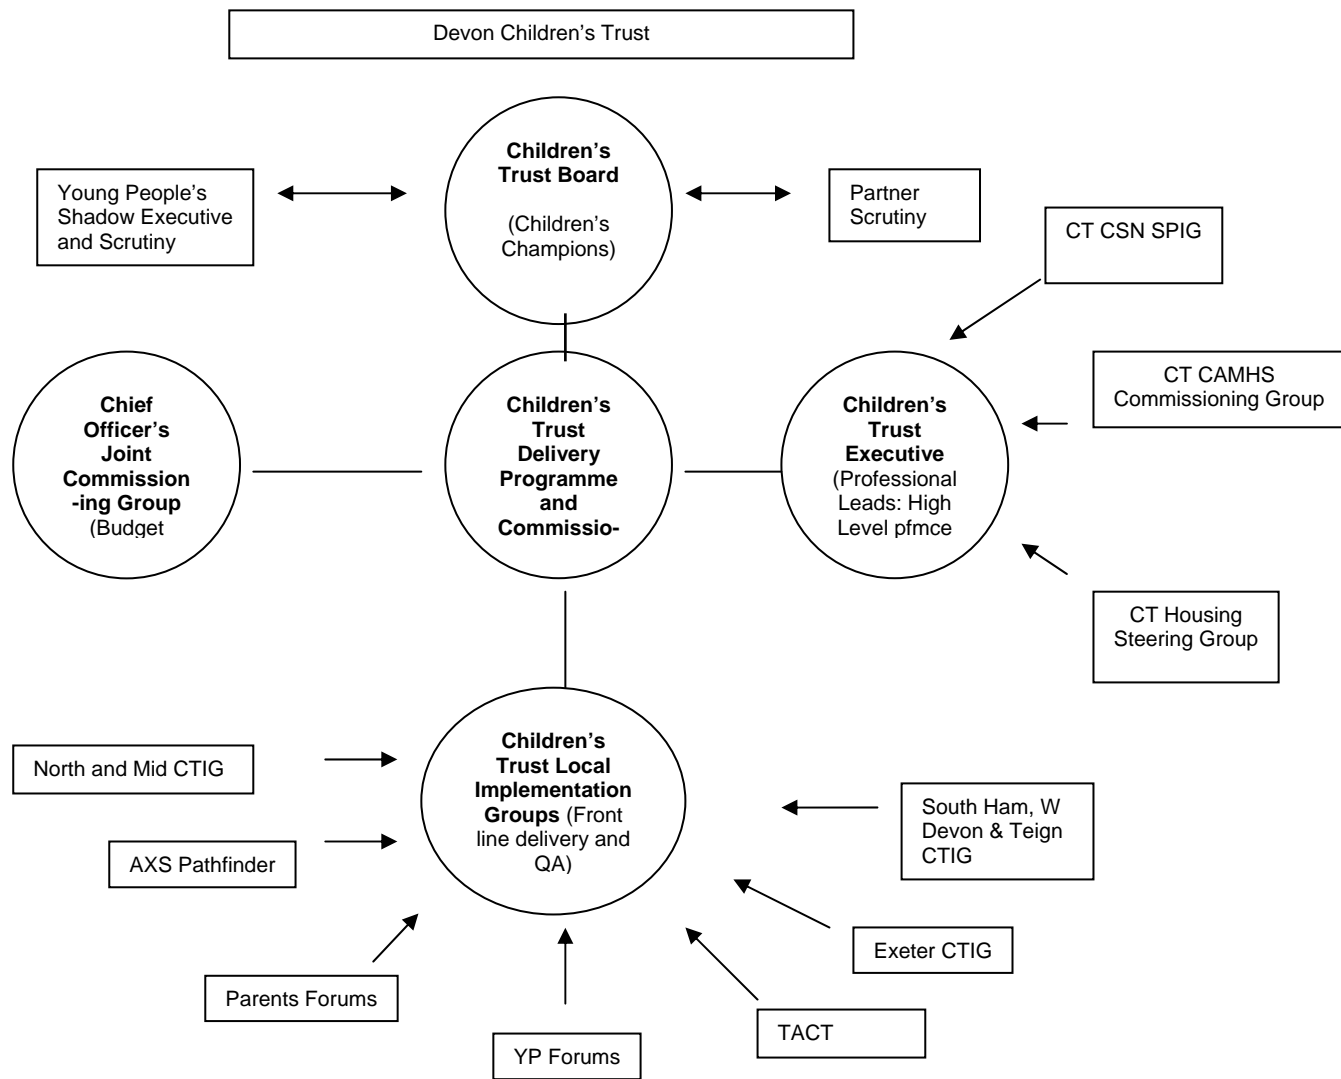 Devon Children's Trust
Children's
Trust Board
(Children's
Champions)
Young People's
Shadow Executive
and Scrutiny
Partner
Scrutiny
CT CSN SPIG
Chief
Officer's
Joint
Commission
-ing Group
(Budget
Children's
Trust
Delivery
Programme
and
Commissio-
Children's
Trust
Executive
(Professional
Leads: High
Level pfmce
CT CAMHS
Commissioning Group
CT Housing
Steering Group
Children's
Trust Local
Implementation
Groups (Front
line delivery and
QA)
North and Mid CTIG
AXS Pathfinder
Parents Forums
YP Forums
TACT
Exeter CTIG
South Ham, W
Devon & Teign
CTIG